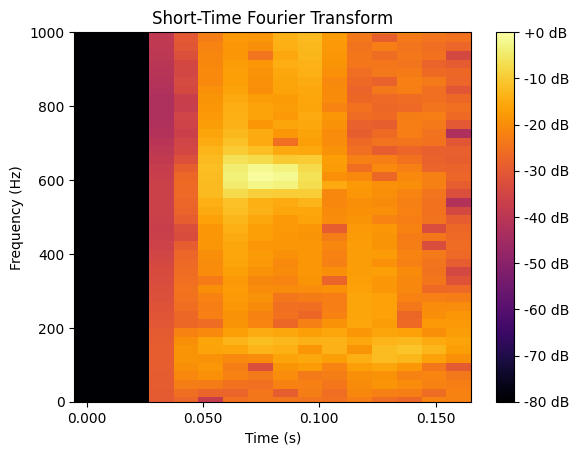 Short-Time Fourier Transform
1000
800
600
400
200
0
Frequency (Hz)
0.000
0.050
0.100
0.150
Time (s)
+0 dB
-10 dB
-20 dB
-30 dB
-40 dB
-50 dB
-60 dB
-70 dB
-80 dB